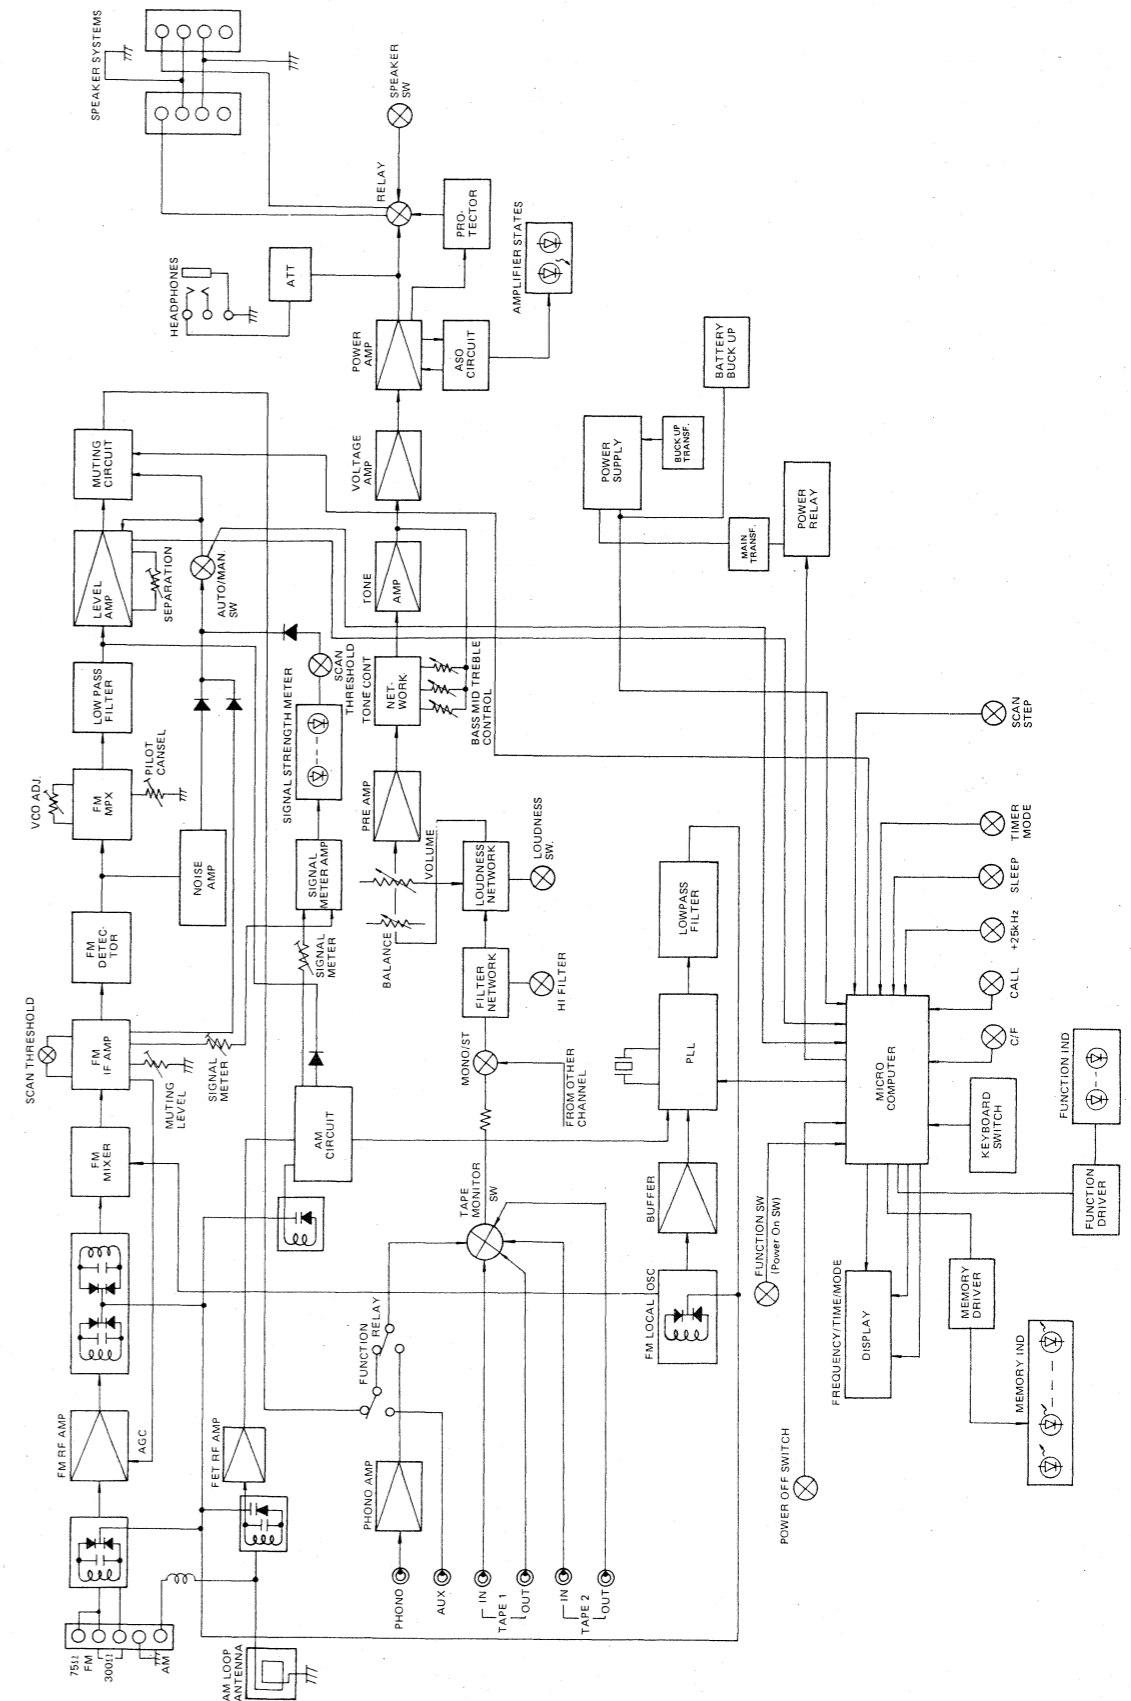 75Ω
FM
300Ω
AM
AM LOOP
ANTENNA
FM RF AMP
AGC
FET RF AMP
FM
MIXER
SCAN THRESHOLD
FM
IF AMP
MUTING
LEVEL
SIGNAL
METER
FM
DETEC-
TOR
VCO ADJ.
FM
MPX
PILOT
CANSEL
NOISE
AMP
LOW PASS
FILTER
LEVEL
AMP
SEPARATION
AUTO/MAN.
SW
MUTING
CIRCUIT
AM
CIRCUIT
SIGNAL
METER
SIGNAL
METER AMP
SIGNAL STRENGTH METER
SCAN
THRESHOLD
HEADPHONES
ATT
SPEAKER SYSTEMS
SPEAKER
SW
RELAY
PRO-
TECTOR
AMPLIFIER STATES
POWER
AMP
ASO
CIRCUIT
VOLTAGE
AMP
TONE
AMP
TONE CONT
NET-
WORK
BASS MID TREBLE
CONTROL
PRE AMP
VOLUME
BALANCE
LOUDNESS
NETWORK
LOUDNESS
SW.
FILTER
NETWORK
HI FILTER
MONO/ST
FROM OTHER
CHANNEL
TAPE
MONITOR
SW
FUNCTION
RELAY
PHONO AMP
PHONO
AUX
IN
TAPE 1
OUT
IN
TAPE 2
OUT
FM LOCAL OSC
BUFFER
PLL
LOWPASS
FILTER
POWER
SUPPLY
BUCK UP
TRANSF.
BATTERY
BUCK UP
MAIN
TRANSF.
POWER
RELAY
FUNCTION SW
(Power On SW)
POWER OFF SWITCH
MICRO
COMPUTER
FREQUENCY/TIME/MODE
DISPLAY
MEMORY
DRIVER
MEMORY IND
FUNCTION
DRIVER
FUNCTION IND
KEYBOARD
SWITCH
C/F
CALL
+25kHz
SLEEP
TIMER
MODE
SCAN
STEP